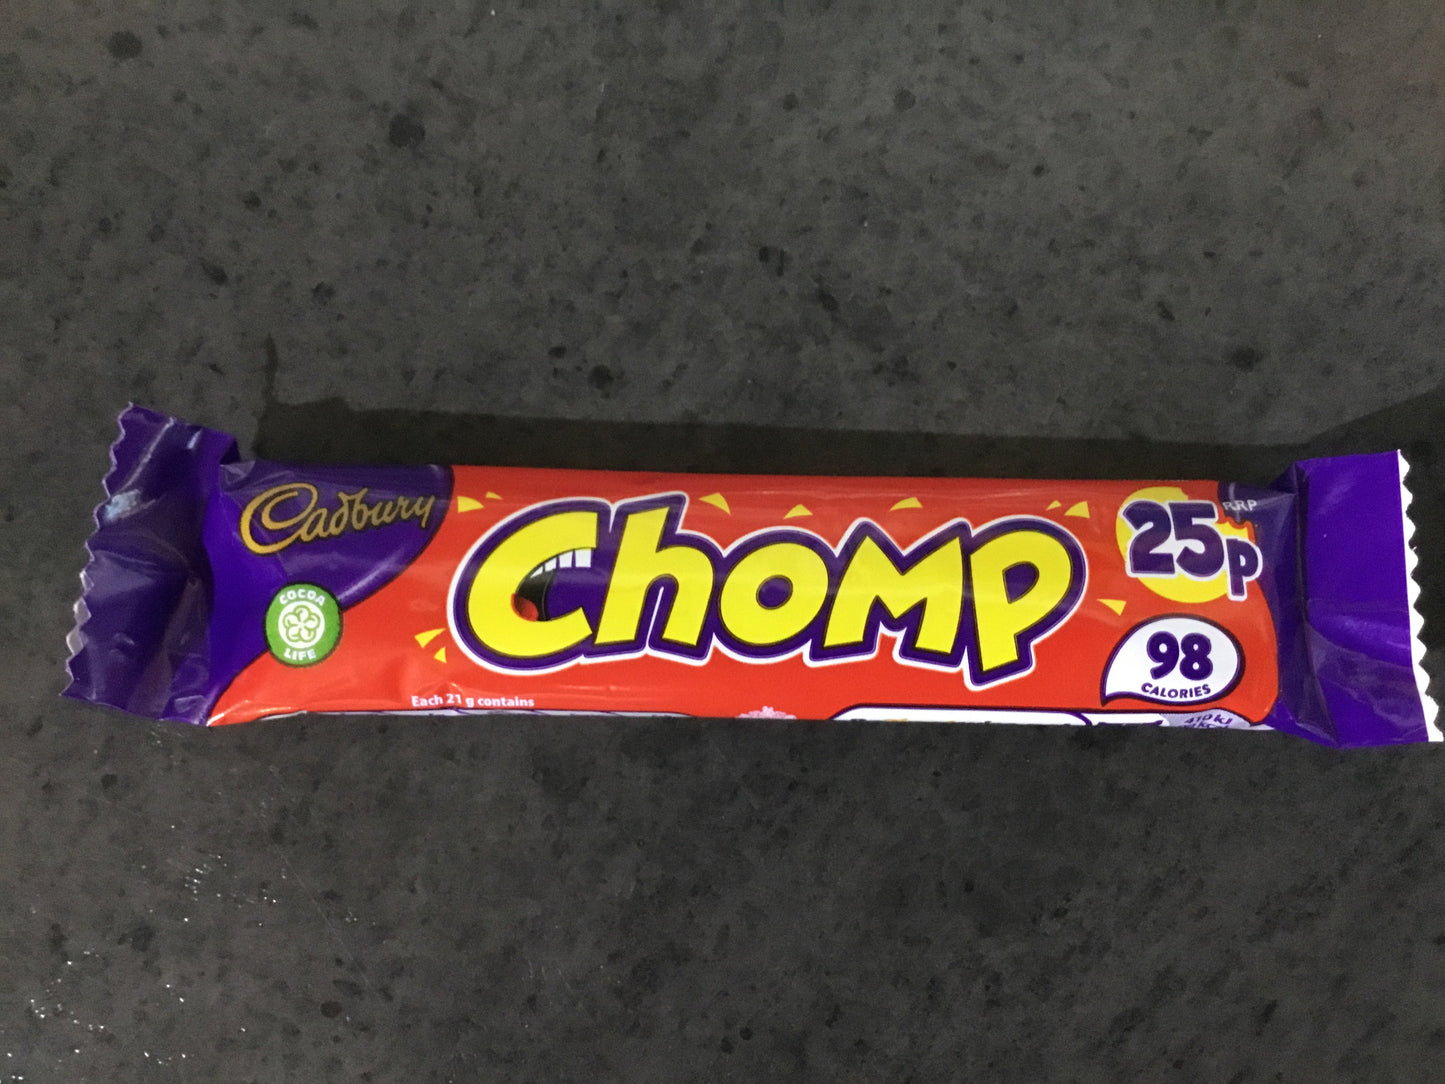 Cadbury
COCOA
LIFE
Chomp
RRP
25p
98
CALORIES
Each 21 g contains